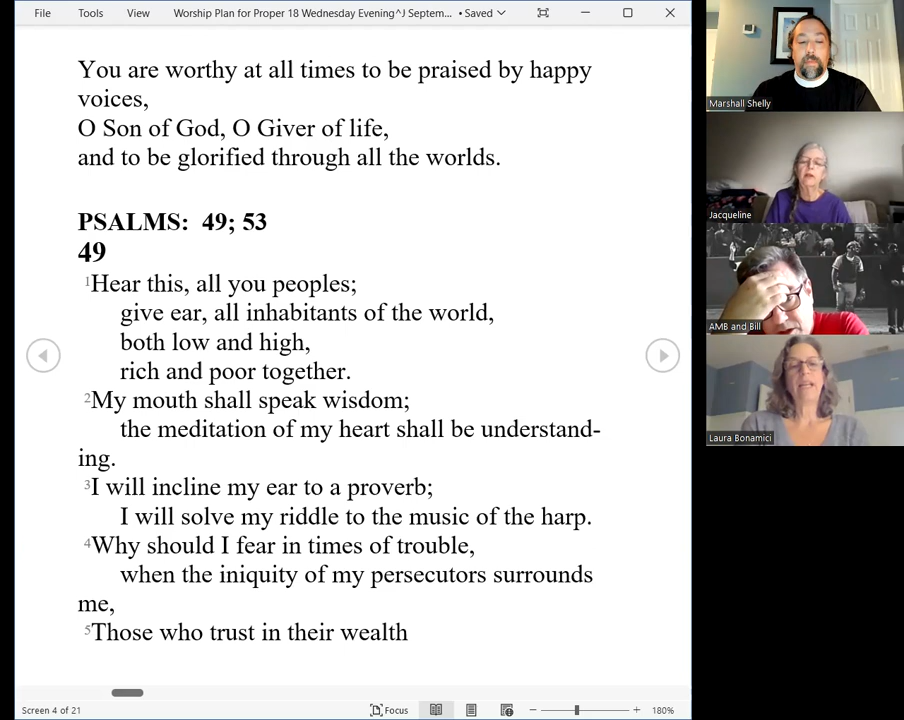 File Tools View Worship Plan for Proper 18 Wednesday Evening^J Septem... • Saved
You are worthy at all times to be praised by happy
voices,
O Son of God, O Giver of life,
and to be glorified through all the worlds.
PSALMS: 49; 53
49
1Hear this, all you peoples;
give ear, all inhabitants of the world,
both low and high,
rich and poor together.
2My mouth shall speak wisdom;
the meditation of my heart shall be understand-
ing.
3I will incline my ear to a proverb;
I will solve my riddle to the music of the harp.
4Why should I fear in times of trouble,
when the iniquity of my persecutors surrounds
me,
5Those who trust in their wealth
Screen 4 of 21 Focus 180%
Marshall Shelly
Jacqueline
AMB and Bill
Laura Bonamici